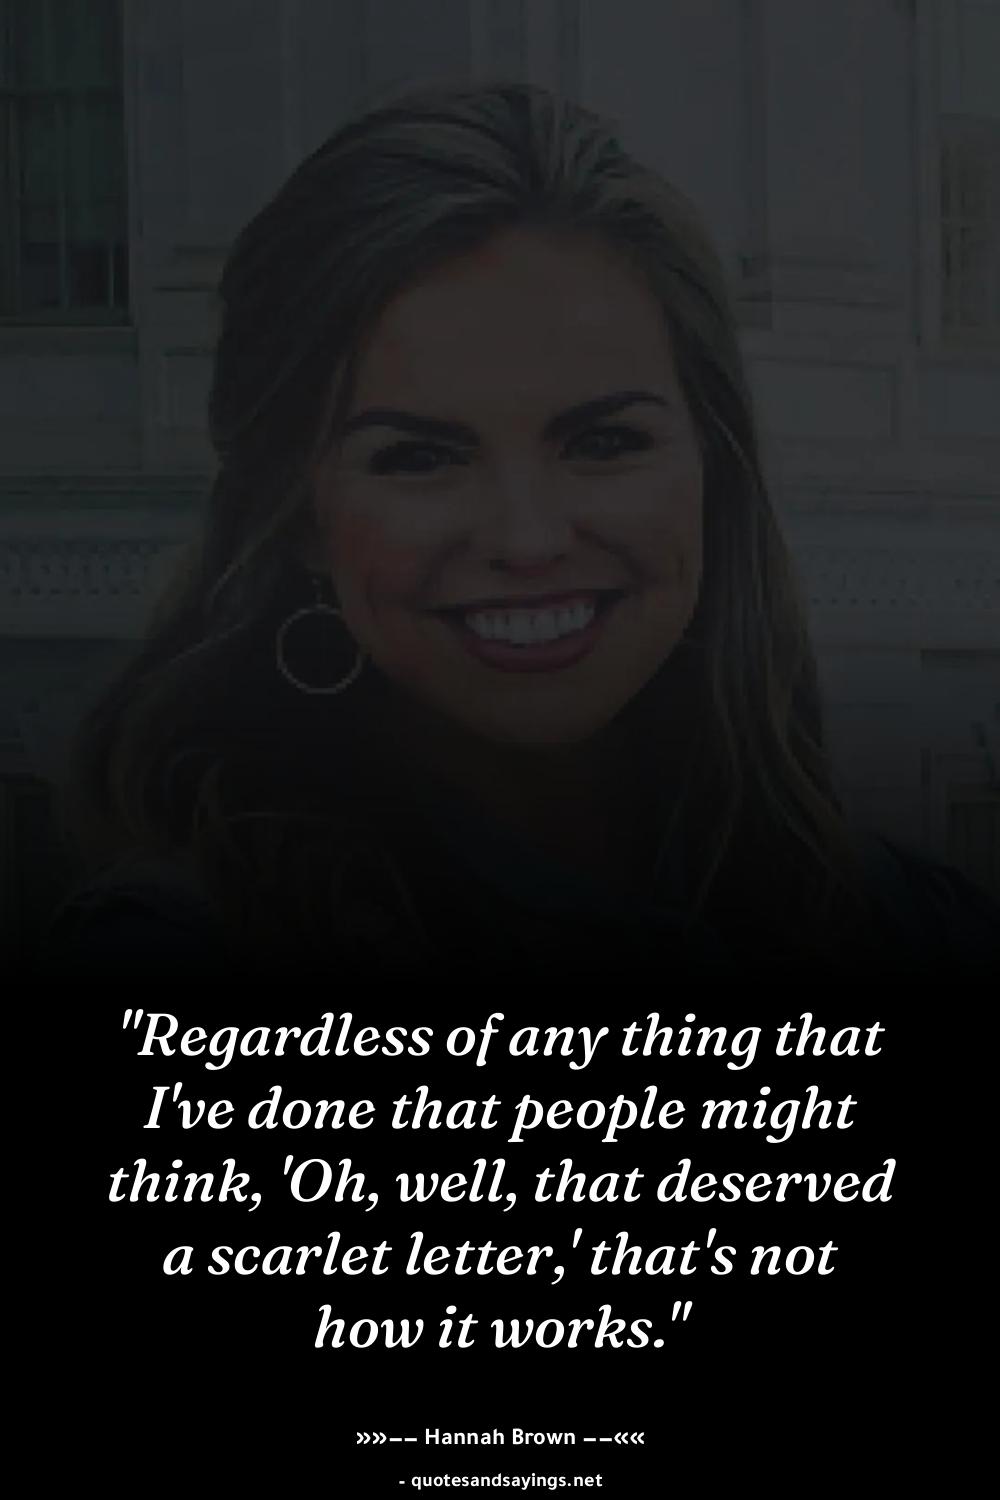 "Regardless of any thing that
I've done that people might
think, 'Oh, well, that deserved
a scarlet letter,' that's not
how it works."
»»−− Hannah Brown −−««
- quotesandsayings.net